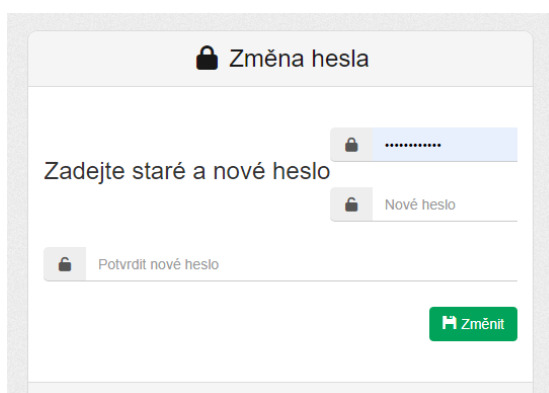 Změna hesla
••••••••••••
Zadejte staré a nové heslo
Nové heslo
Potvrdit nové heslo
Změnit